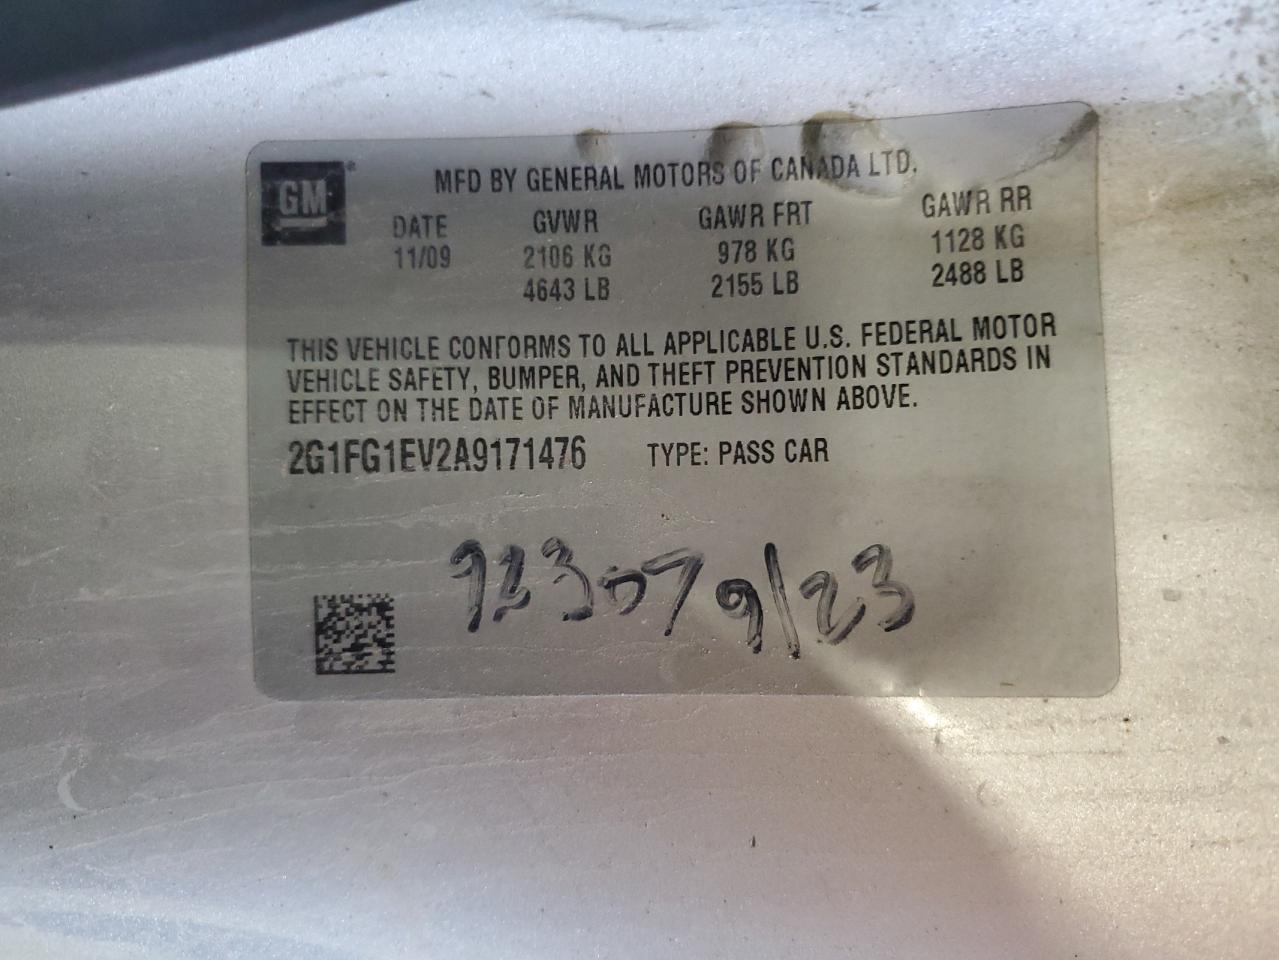 GM®
MFD BY GENERAL MOTORS OF CANADA LTD.
DATE GVWR GAWR FRT GAWR RR
11/09 2106 KG 978 KG 1128 KG
4643 LB 2155 LB 2488 LB
THIS VEHICLE CONFORMS TO ALL APPLICABLE U.S. FEDERAL MOTOR
VEHICLE SAFETY, BUMPER, AND THEFT PREVENTION STANDARDS IN
EFFECT ON THE DATE OF MANUFACTURE SHOWN ABOVE.
2G1FG1EV2A9171476 TYPE: PASS CAR
9/23